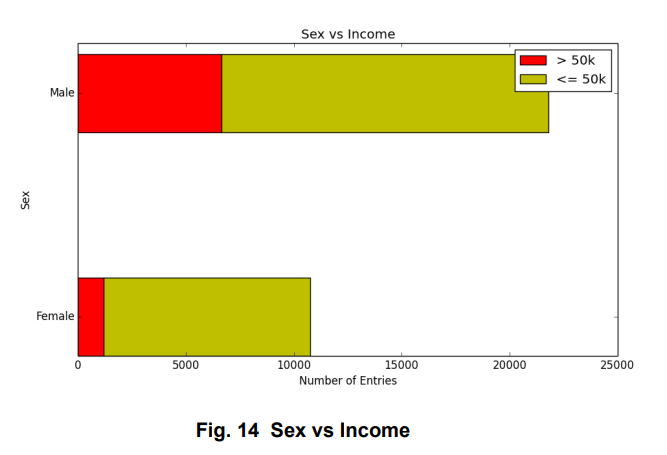 Sex vs Income
> 50k
<= 50k
Male
Sex
Female
0 5000 10000 15000 20000 25000
Number of Entries
Fig. 14 Sex vs Income